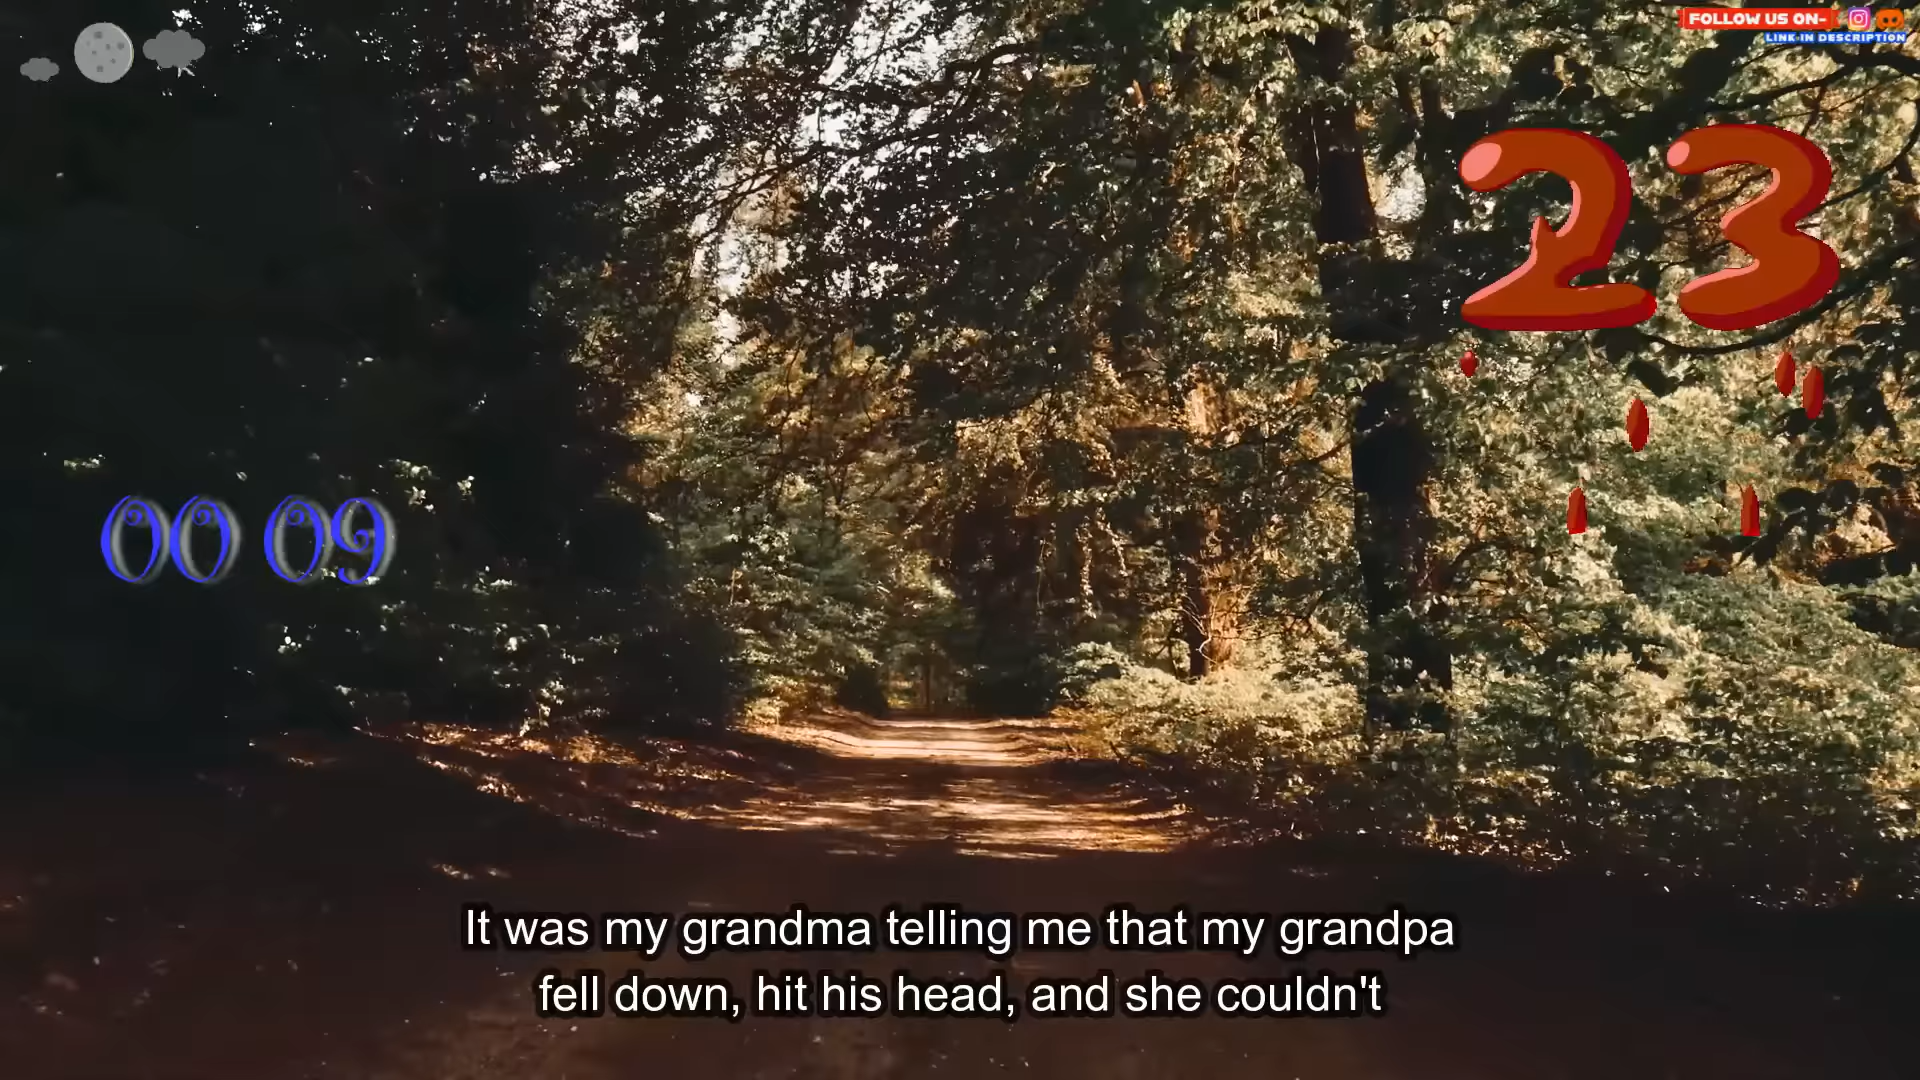 FOLLOW US ON-
LINK IN DESCRIPTION
23
00 09
It was my grandma telling me that my grandpa
fell down, hit his head, and she couldn't